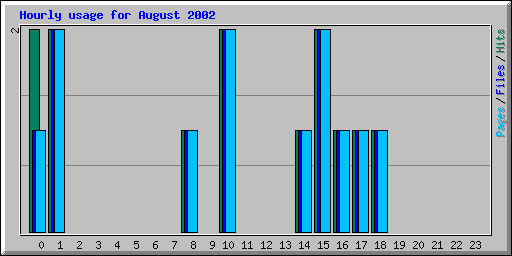 Hourly usage for August 2002
2
Pages/Files/Hits
0 1 2 3 4 5 6 7 8 9 10 11 12 13 14 15 16 17 18 19 20 21 22 23